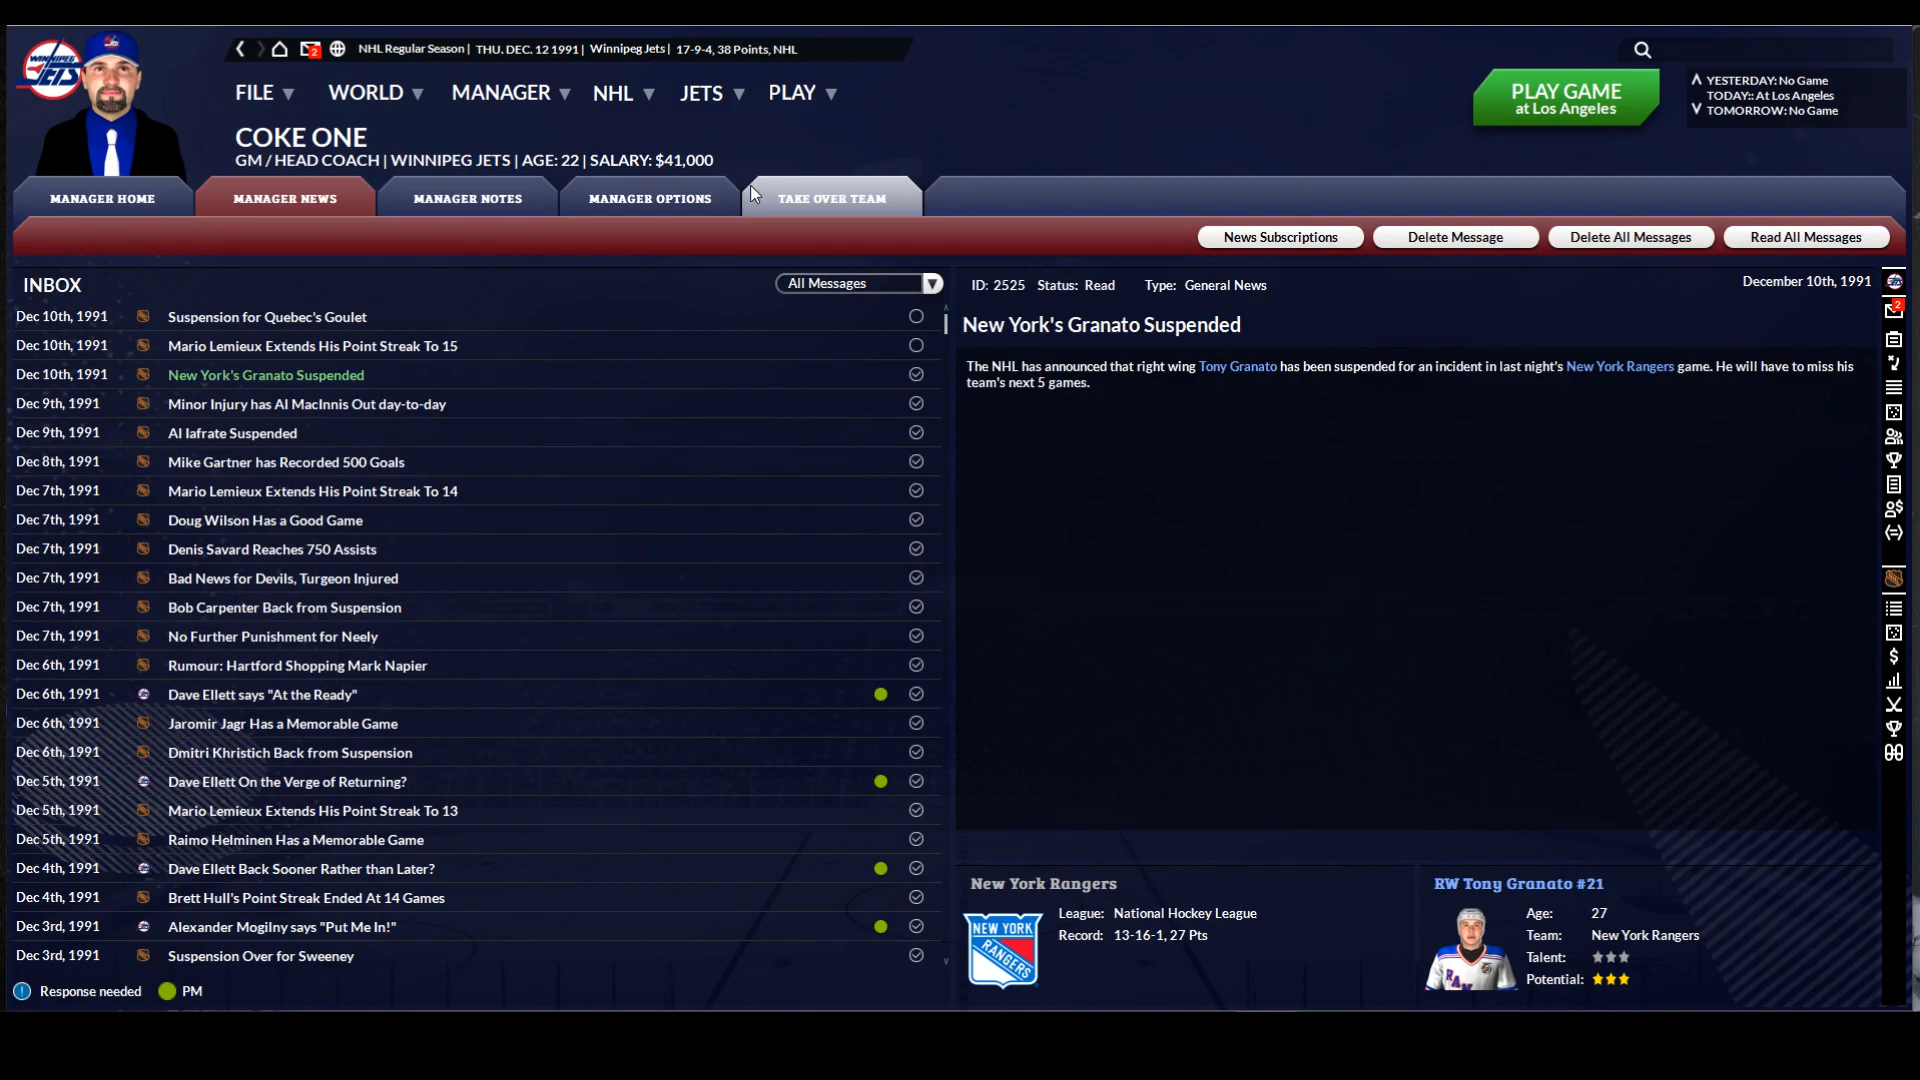 2
NHL Regular Season | THU. DEC. 12 1991 | Winnipeg Jets | 17-9-4, 38 Points, NHL
FILE WORLD MANAGER NHL JETS PLAY
PLAY GAME
at Los Angeles
YESTERDAY: No Game
TODAY:: At Los Angeles
TOMORROW: No Game
WINNIPEG
JETS
COKE ONE
GM / HEAD COACH | WINNIPEG JETS | AGE: 22 | SALARY: $41,000
MANAGER HOME MANAGER NEWS MANAGER NOTES MANAGER OPTIONS TAKE OVER TEAM
News Subscriptions Delete Message Delete All Messages Read All Messages
INBOX All Messages
Dec 10th, 1991 Suspension for Quebec's Goulet
Dec 10th, 1991 Mario Lemieux Extends His Point Streak To 15
Dec 10th, 1991 New York's Granato Suspended
Dec 9th, 1991 Minor Injury has Al MacInnis Out day-to-day
Dec 9th, 1991 Al Iafrate Suspended
Dec 8th, 1991 Mike Gartner has Recorded 500 Goals
Dec 7th, 1991 Mario Lemieux Extends His Point Streak To 14
Dec 7th, 1991 Doug Wilson Has a Good Game
Dec 7th, 1991 Denis Savard Reaches 750 Assists
Dec 7th, 1991 Bad News for Devils, Turgeon Injured
Dec 7th, 1991 Bob Carpenter Back from Suspension
Dec 7th, 1991 No Further Punishment for Neely
Dec 6th, 1991 Rumour: Hartford Shopping Mark Napier
Dec 6th, 1991 Dave Ellett says "At the Ready"
Dec 6th, 1991 Jaromir Jagr Has a Memorable Game
Dec 6th, 1991 Dmitri Khristich Back from Suspension
Dec 5th, 1991 Dave Ellett On the Verge of Returning?
Dec 5th, 1991 Mario Lemieux Extends His Point Streak To 13
Dec 5th, 1991 Raimo Helminen Has a Memorable Game
Dec 4th, 1991 Dave Ellett Back Sooner Rather than Later?
Dec 4th, 1991 Brett Hull's Point Streak Ended At 14 Games
Dec 3rd, 1991 Alexander Mogilny says "Put Me In!"
Dec 3rd, 1991 Suspension Over for Sweeney
Response needed PM
ID: 2525 Status: Read Type: General News December 10th, 1991
2
New York's Granato Suspended
The NHL has announced that right wing Tony Granato has been suspended for an incident in last night's New York Rangers game. He will have to miss his
team's next 5 games.
New York Rangers
NEW YORK
RANGERS
League: National Hockey League
Record: 13-16-1, 27 Pts
RW Tony Granato #21
Age: 27
Team: New York Rangers
Talent:
Potential: